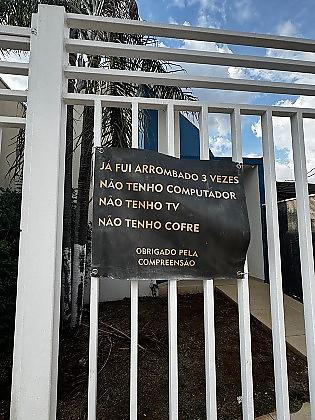 JÁ FUI ARROMBADO 3 VEZES
NÃO TENHO COMPUTADOR
NÃO TENHO TV
NÃO TENHO COFRE
OBRIGADO PELA
COMPREENSÃO